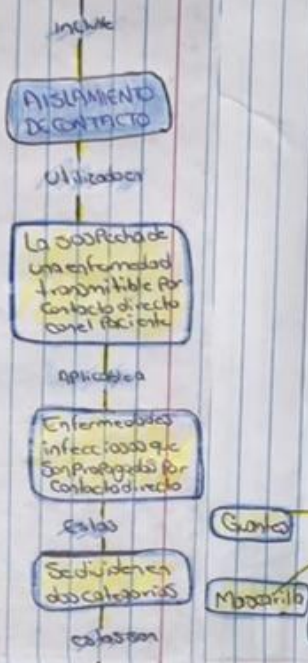 incluye
AISLAMIENTO
DE CONTACTO
Utilizado en
La sospecha de
una enfermedad
transmitible por
contacto directo
con el paciente
Aplicable a
Enfermedades
infecciosas que
son propagadas por
contacto directo
Estas
Se dividen en
dos categorías
estas son
Guantes
Mascarilla